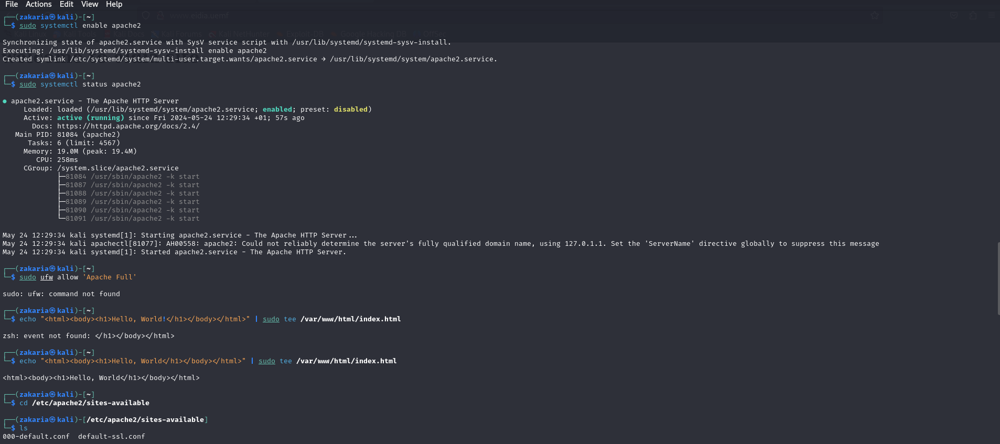 File Actions Edit View Help
┌──(zakaria㉿kali)-[~]
└─$ sudo systemctl enable apache2
Synchronizing state of apache2.service with SysV service script with /usr/lib/systemd/systemd-sysv-install.
Executing: /usr/lib/systemd/systemd-sysv-install enable apache2
Created symlink /etc/systemd/system/multi-user.target.wants/apache2.service → /usr/lib/systemd/system/apache2.service.
┌──(zakaria㉿kali)-[~]
└─$ sudo systemctl status apache2
● apache2.service - The Apache HTTP Server
Loaded: loaded (/usr/lib/systemd/system/apache2.service; enabled; preset: disabled)
Active: active (running) since Fri 2024-05-24 12:29:34 +01; 57s ago
Docs: https://httpd.apache.org/docs/2.4/
Main PID: 81084 (apache2)
Tasks: 6 (limit: 4567)
Memory: 19.0M (peak: 19.4M)
CPU: 258ms
CGroup: /system.slice/apache2.service
├─81084 /usr/sbin/apache2 -k start
├─81087 /usr/sbin/apache2 -k start
├─81088 /usr/sbin/apache2 -k start
├─81089 /usr/sbin/apache2 -k start
├─81090 /usr/sbin/apache2 -k start
└─81091 /usr/sbin/apache2 -k start
May 24 12:29:34 kali systemd[1]: Starting apache2.service - The Apache HTTP Server...
May 24 12:29:34 kali apachectl[81077]: AH00558: apache2: Could not reliably determine the server's fully qualified domain name, using 127.0.1.1. Set the 'ServerName' directive globally to suppress this message
May 24 12:29:34 kali systemd[1]: Started apache2.service - The Apache HTTP Server.
┌──(zakaria㉿kali)-[~]
└─$ sudo ufw allow 'Apache Full'
sudo: ufw: command not found
┌──(zakaria㉿kali)-[~]
└─$ echo "<html><body><h1>Hello, World!</h1></body></html>" | sudo tee /var/www/html/index.html
zsh: event not found: </h1></body></html>
┌──(zakaria㉿kali)-[~]
└─$ echo "<html><body><h1>Hello, World</h1></body></html>" | sudo tee /var/www/html/index.html
<html><body><h1>Hello, World</h1></body></html>
┌──(zakaria㉿kali)-[~]
└─$ cd /etc/apache2/sites-available
┌──(zakaria㉿kali)-[/etc/apache2/sites-available]
└─$ ls
000-default.conf default-ssl.conf